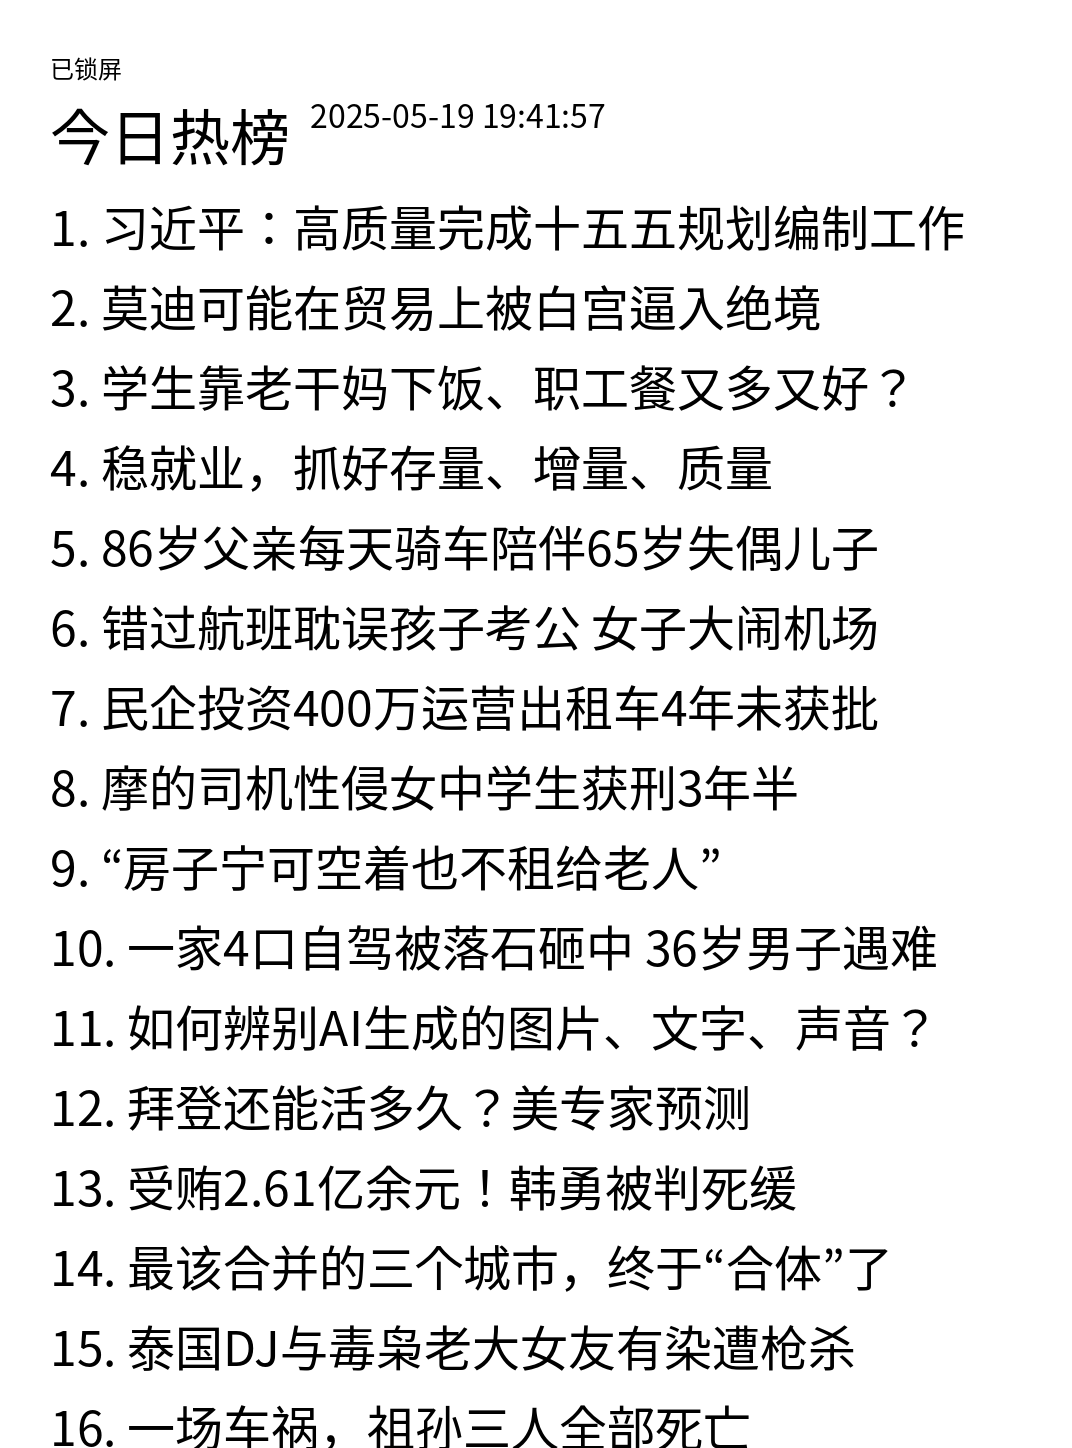 已锁屏
今日热榜 2025-05-19 19:41:57
1. 习近平：高质量完成十五五规划编制工作
2. 莫迪可能在贸易上被白宫逼入绝境
3. 学生靠老干妈下饭、职工餐又多又好？
4. 稳就业，抓好存量、增量、质量
5. 86岁父亲每天骑车陪伴65岁失偶儿子
6. 错过航班耽误孩子考公 女子大闹机场
7. 民企投资400万运营出租车4年未获批
8. 摩的司机性侵女中学生获刑3年半
9. “房子宁可空着也不租给老人”
10. 一家4口自驾被落石砸中 36岁男子遇难
11. 如何辨别AI生成的图片、文字、声音？
12. 拜登还能活多久？美专家预测
13. 受贿2.61亿余元！韩勇被判死缓
14. 最该合并的三个城市，终于“合体”了
15. 泰国DJ与毒枭老大女友有染遭枪杀
16. 一场车祸，祖孙三人全部死亡